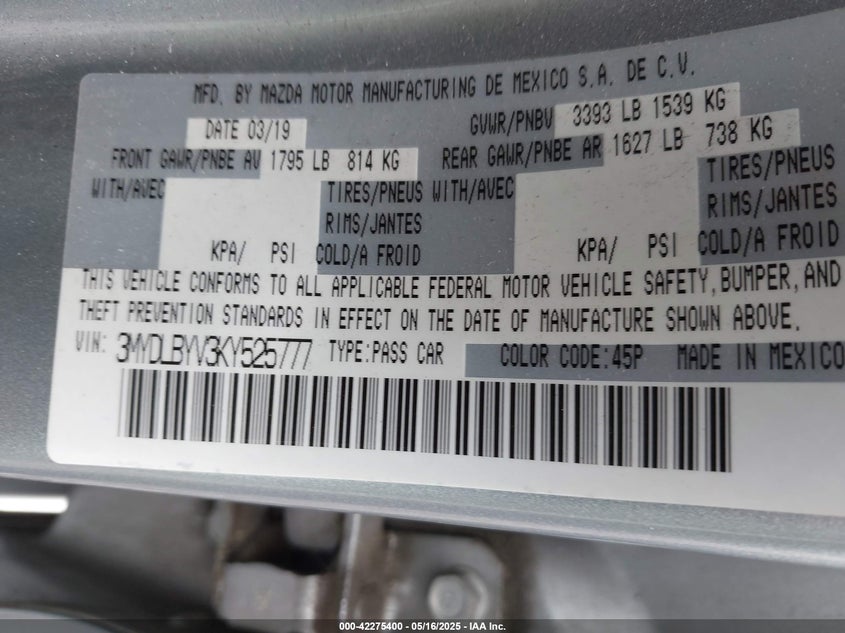 MFD. BY MAZDA MOTOR MANUFACTURING DE MEXICO S.A. DE C.V.
DATE 03/19 GVWR/PNBV 3393 LB 1539 KG
FRONT GAWR/PNBE AV 1795 LB 814 KG REAR GAWR/PNBE AR 1627 LB 738 KG
WITH/AVEC TIRES/PNEUS WITH/AVEC TIRES/PNEUS
RIMS/JANTES RIMS/JANTES
KPA/ PSI COLD/A FROID KPA/ PSI COLD/A FROID
THIS VEHICLE CONFORMS TO ALL APPLICABLE FEDERAL MOTOR VEHICLE SAFETY, BUMPER, AND
THEFT PREVENTION STANDARDS IN EFFECT ON THE DATE OF MANUFACTURE SHOWN ABOVE.
VIN: 3MYDLBYV3KY525777 TYPE:PASS CAR COLOR CODE:45P MADE IN MEXICO
000-42275400 - 05/16/2025 - IAA Inc.